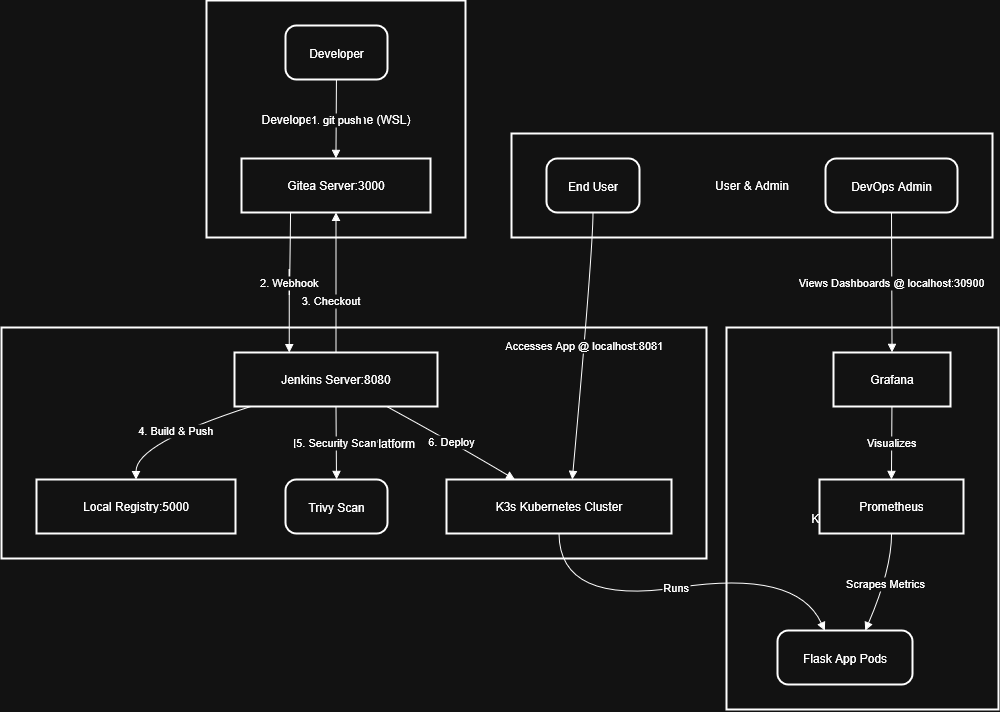 Developer
1. git push
(WSL)
Gitea Server:3000
End User
User & Admin
DevOps Admin
2. Webhook
3. Checkout
Views Dashboards @ localhost:30900
Accesses App @ localhost:8081
Jenkins Server:8080
Grafana
4. Build & Push
5. Security Scan
6. Deploy
Visualizes
Local Registry:5000
Trivy Scan
K3s Kubernetes Cluster
K
Prometheus
Scrapes Metrics
Runs
Flask App Pods